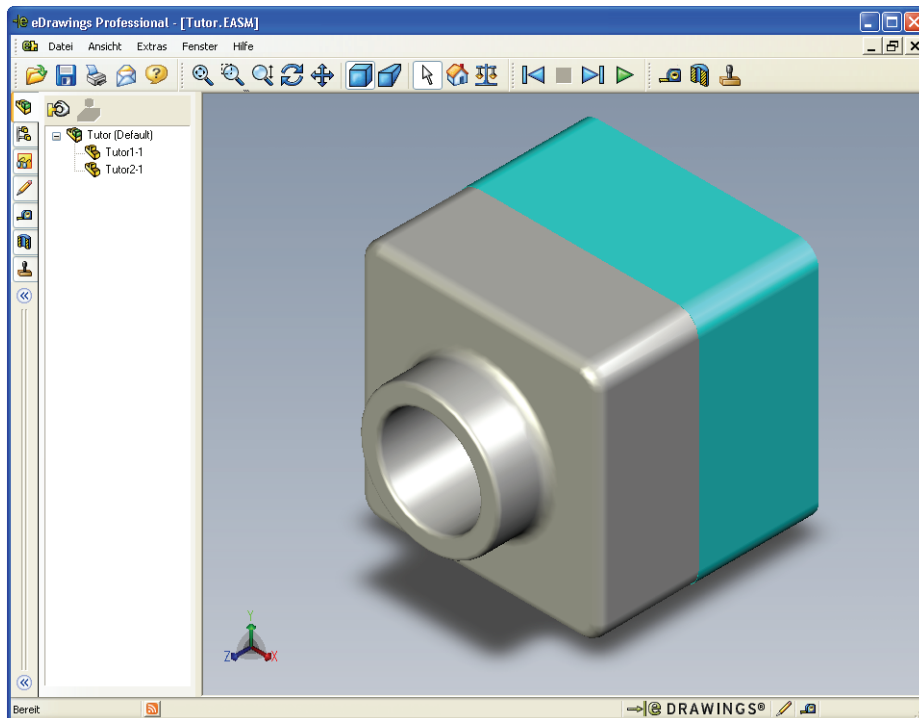 eDrawings Professional - [Tutor.EASM]
Datei Ansicht Extras Fenster Hilfe
Tutor (Default)
Tutor1-1
Tutor2-1
Y
Z X
Bereit
e DRAWINGS®